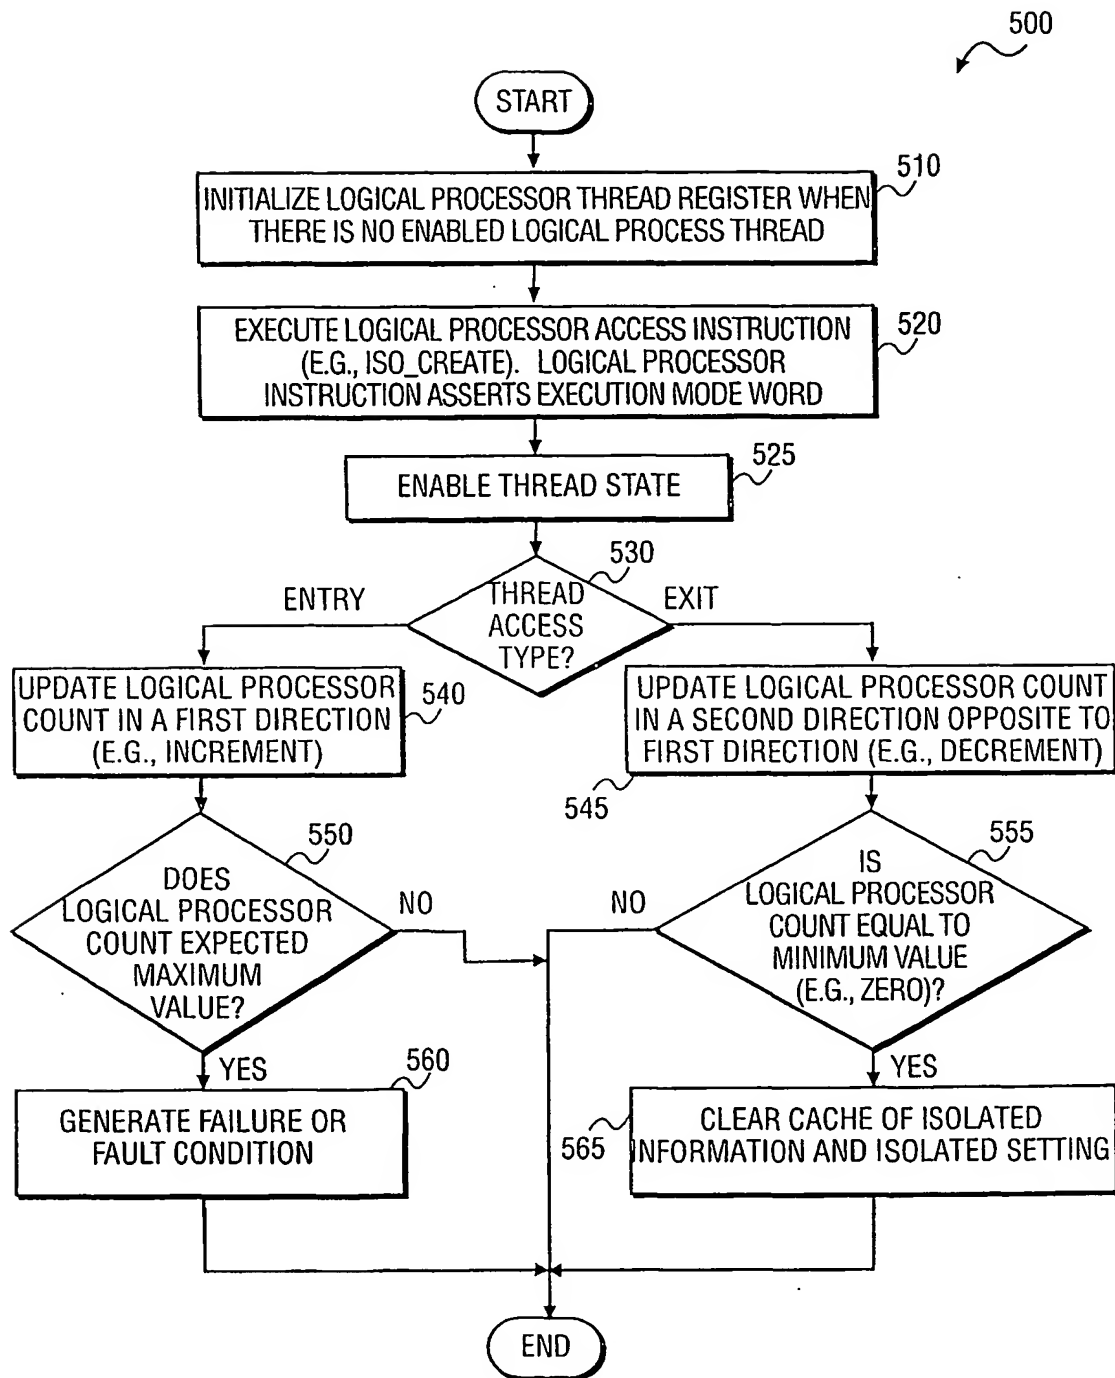 500
START
510
INITIALIZE LOGICAL PROCESSOR THREAD REGISTER WHEN
THERE IS NO ENABLED LOGICAL PROCESS THREAD
EXECUTE LOGICAL PROCESSOR ACCESS INSTRUCTION
(E.G., ISO_CREATE). LOGICAL PROCESSOR
INSTRUCTION ASSERTS EXECUTION MODE WORD
520
525
ENABLE THREAD STATE
530
ENTRY
THREAD
ACCESS
TYPE?
EXIT
UPDATE LOGICAL PROCESSOR
COUNT IN A FIRST DIRECTION
(E.G., INCREMENT)
540
UPDATE LOGICAL PROCESSOR COUNT
IN A SECOND DIRECTION OPPOSITE TO
FIRST DIRECTION (E.G., DECREMENT)
545
550
DOES
LOGICAL PROCESSOR
COUNT EXPECTED
MAXIMUM
VALUE?
NO
555
IS
LOGICAL PROCESSOR
COUNT EQUAL TO
MINIMUM VALUE
(E.G., ZERO)?
NO
YES
560
GENERATE FAILURE OR
FAULT CONDITION
YES
CLEAR CACHE OF ISOLATED
INFORMATION AND ISOLATED SETTING
565
END